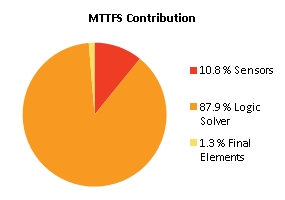 MTTFS Contribution
10.8 % Sensors
87.9 % Logic
Solver
1.3 % Final
Elements